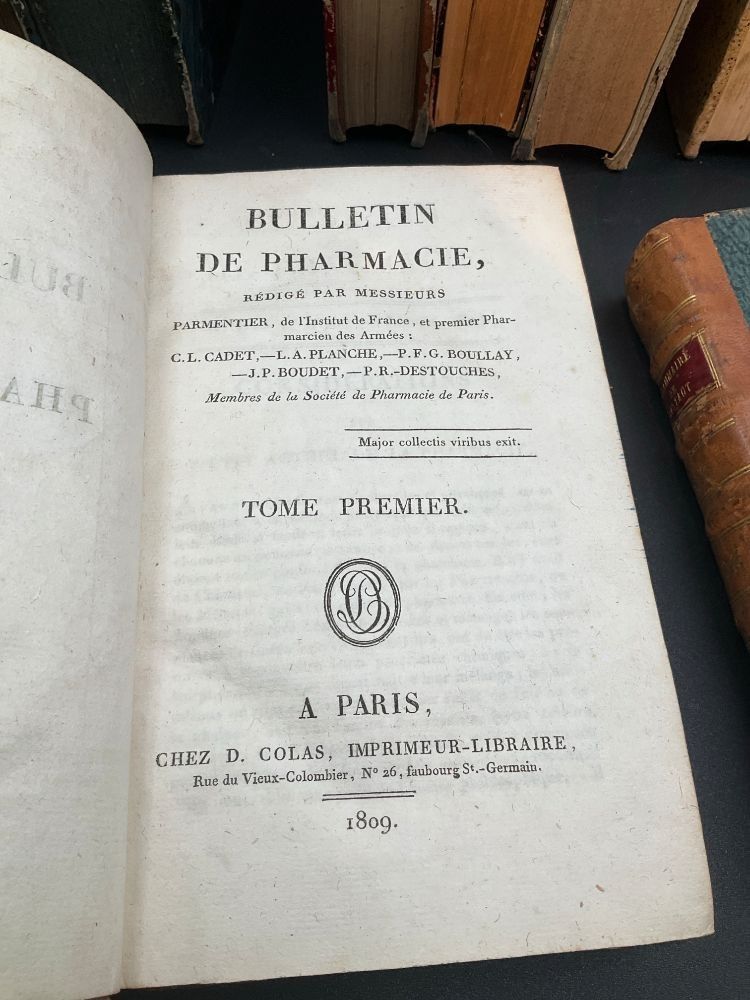 BULLETIN
DE PHARMACIE,
RÉDIGÉ PAR MESSIEURS
PARMENTIER, de l'Institut de France, et premier Phar-
marcien des Armées :
C. L. CADET,—L. A. PLANCHE,—P. F. G. BOULLAY,
—J. P. BOUDET,—P. R.-DESTOUCHES,
Membres de la Société de Pharmacie de Paris.
Major collectis viribus exit.
TOME PREMIER.
A PARIS,
CHEZ D. COLAS, IMPRIMEUR-LIBRAIRE,
Rue du Vieux-Colombier, N° 26, faubourg St.-Germain.
1809.